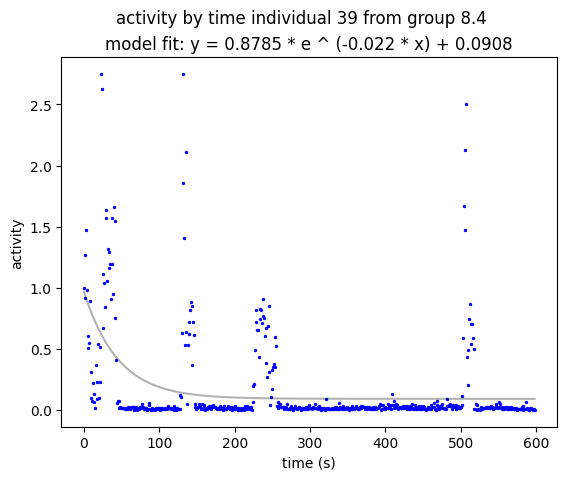 activity by time individual 39 from group 8.4
model fit: y = 0.8785 * e ^ (-0.022 * x) + 0.0908
2.5
2.0
1.5
1.0
0.5
0.0
activity
0 100 200 300 400 500 600
time (s)